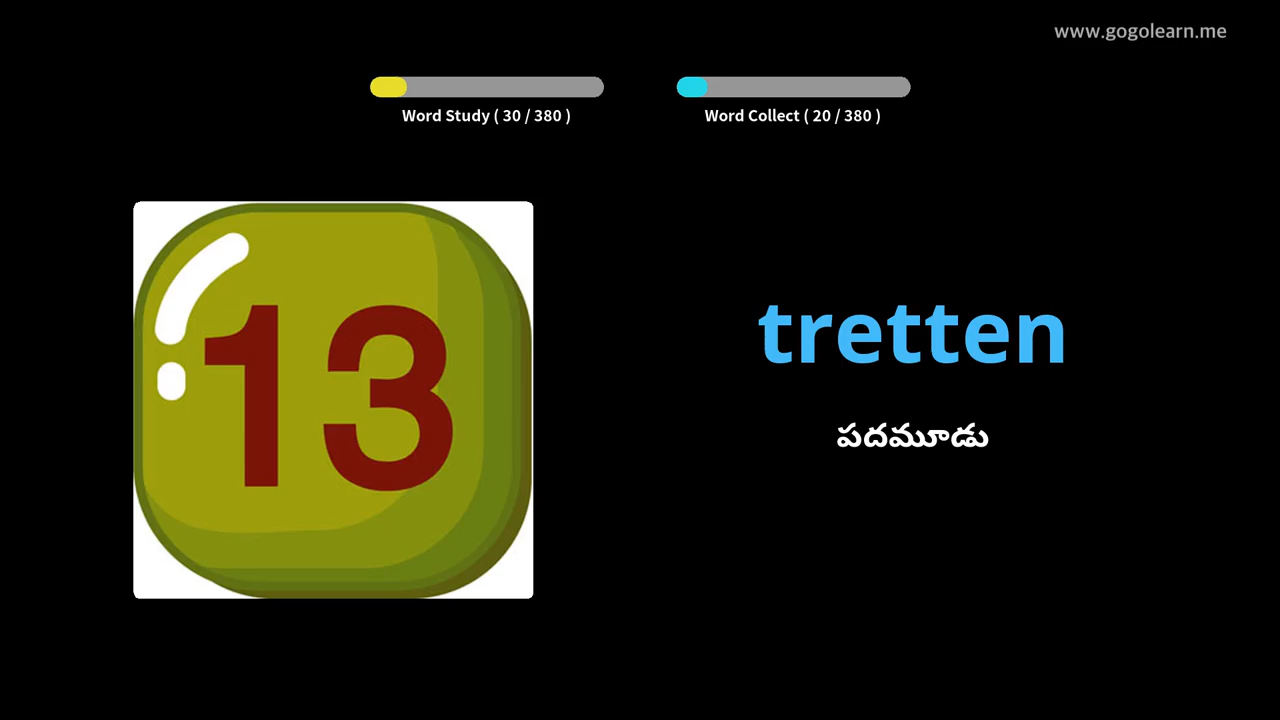 www.gogolearn.me
Word Study ( 30 / 380 )
Word Collect ( 20 / 380 )
13
tretten
పదమూడు